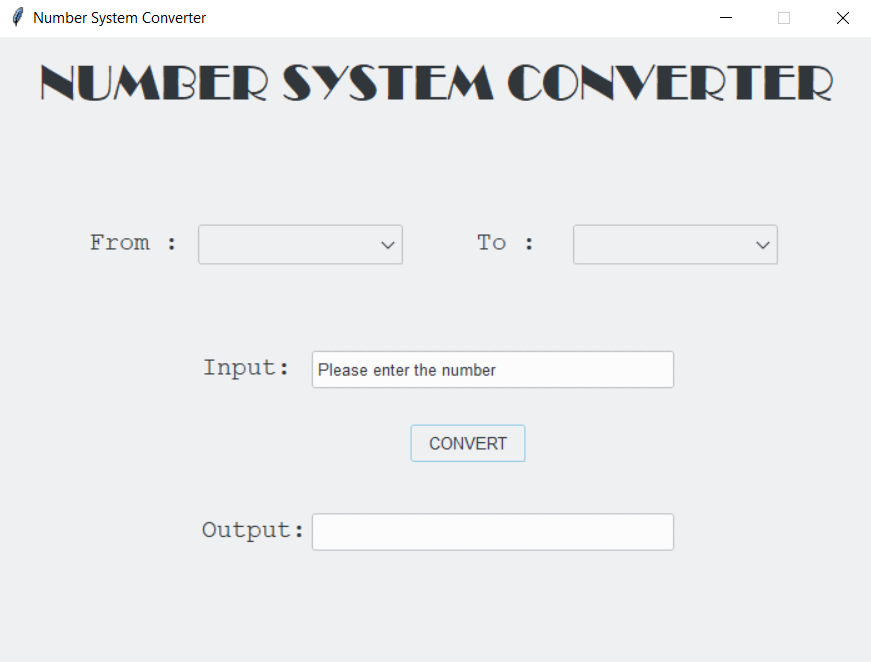 Number System Converter
NUMBER SYSTEM CONVERTER
From : To :
Input: Please enter the number
CONVERT
Output: